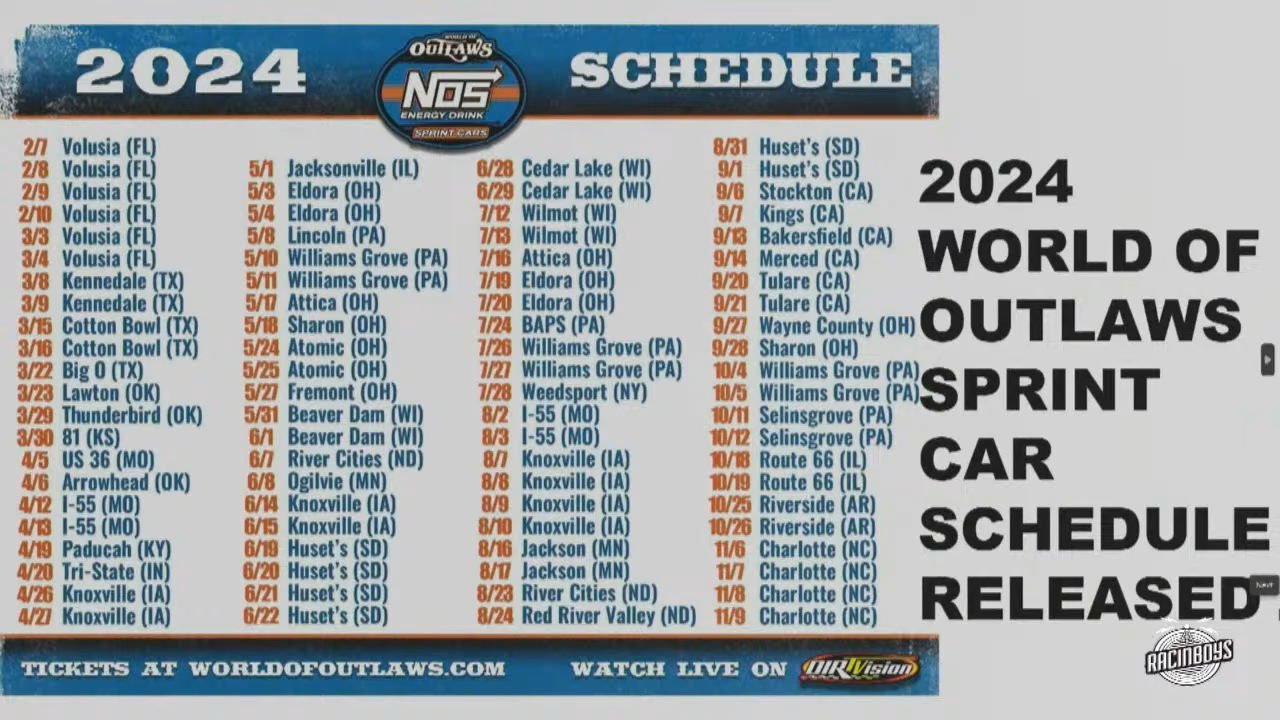 2024
WORLD OF
OUTLAWS
NOS
ENERGY DRINK
SPRINT CARS
SCHEDULE
2/7 Volusia (FL)
2/8 Volusia (FL)
2/9 Volusia (FL)
2/10 Volusia (FL)
3/3 Volusia (FL)
3/4 Volusia (FL)
3/8 Kennedale (TX)
3/9 Kennedale (TX)
3/15 Cotton Bowl (TX)
3/16 Cotton Bowl (TX)
3/22 Big O (TX)
3/23 Lawton (OK)
3/29 Thunderbird (OK)
3/30 81 (KS)
4/5 US 36 (MO)
4/6 Arrowhead (OK)
4/12 I-55 (MO)
4/13 I-55 (MO)
4/19 Paducah (KY)
4/20 Tri-State (IN)
4/26 Knoxville (IA)
4/27 Knoxville (IA)
5/1 Jacksonville (IL)
5/3 Eldora (OH)
5/4 Eldora (OH)
5/8 Lincoln (PA)
5/10 Williams Grove (PA)
5/11 Williams Grove (PA)
5/17 Attica (OH)
5/18 Sharon (OH)
5/24 Atomic (OH)
5/25 Atomic (OH)
5/27 Fremont (OH)
5/31 Beaver Dam (WI)
6/1 Beaver Dam (WI)
6/7 River Cities (ND)
6/8 Ogilvie (MN)
6/14 Knoxville (IA)
6/15 Knoxville (IA)
6/19 Huset's (SD)
6/20 Huset's (SD)
6/21 Huset's (SD)
6/22 Huset's (SD)
6/28 Cedar Lake (WI)
6/29 Cedar Lake (WI)
7/12 Wilmot (WI)
7/13 Wilmot (WI)
7/16 Attica (OH)
7/19 Eldora (OH)
7/20 Eldora (OH)
7/24 BAPS (PA)
7/26 Williams Grove (PA)
7/27 Williams Grove (PA)
7/28 Weedsport (NY)
8/2 I-55 (MO)
8/3 I-55 (MO)
8/7 Knoxville (IA)
8/8 Knoxville (IA)
8/9 Knoxville (IA)
8/10 Knoxville (IA)
8/16 Jackson (MN)
8/17 Jackson (MN)
8/23 River Cities (ND)
8/24 Red River Valley (ND)
8/31 Huset's (SD)
9/1 Huset's (SD)
9/6 Stockton (CA)
9/7 Kings (CA)
9/13 Bakersfield (CA)
9/14 Merced (CA)
9/20 Tulare (CA)
9/21 Tulare (CA)
9/27 Wayne County (OH)
9/28 Sharon (OH)
10/4 Williams Grove (PA)
10/5 Williams Grove (PA)
10/11 Selinsgrove (PA)
10/12 Selinsgrove (PA)
10/18 Route 66 (IL)
10/19 Route 66 (IL)
10/25 Riverside (AR)
10/26 Riverside (AR)
11/6 Charlotte (NC)
11/7 Charlotte (NC)
11/8 Charlotte (NC)
11/9 Charlotte (NC)
TICKETS AT WORLDOFOUTLAWS.COM
WATCH LIVE ON DIRTVision
2024
WORLD OF
OUTLAWS
SPRINT
CAR
SCHEDULE
RELEASED
Next
RACINBOYS